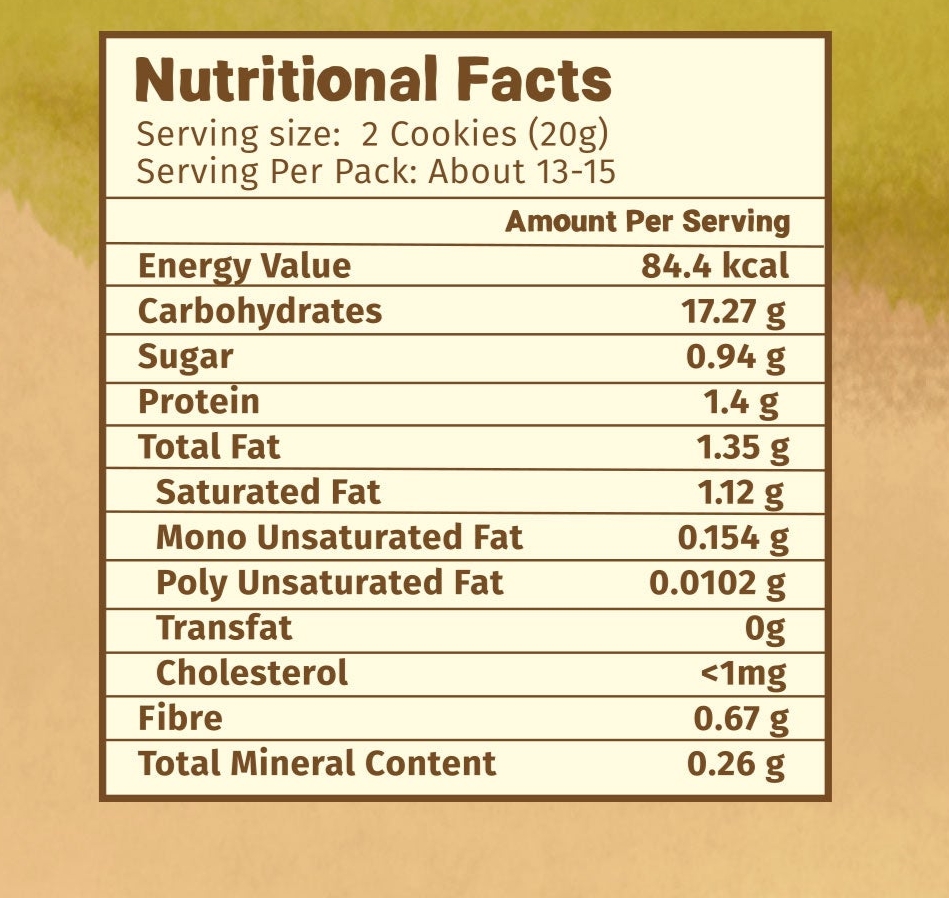 Nutritional Facts
Serving size: 2 Cookies (20g)
Serving Per Pack: About 13-15
Amount Per Serving
Energy Value 84.4 kcal
Carbohydrates 17.27 g
Sugar 0.94 g
Protein 1.4 g
Total Fat 1.35 g
Saturated Fat 1.12 g
Mono Unsaturated Fat 0.154 g
Poly Unsaturated Fat 0.0102 g
Transfat 0g
Cholesterol <1mg
Fibre 0.67 g
Total Mineral Content 0.26 g